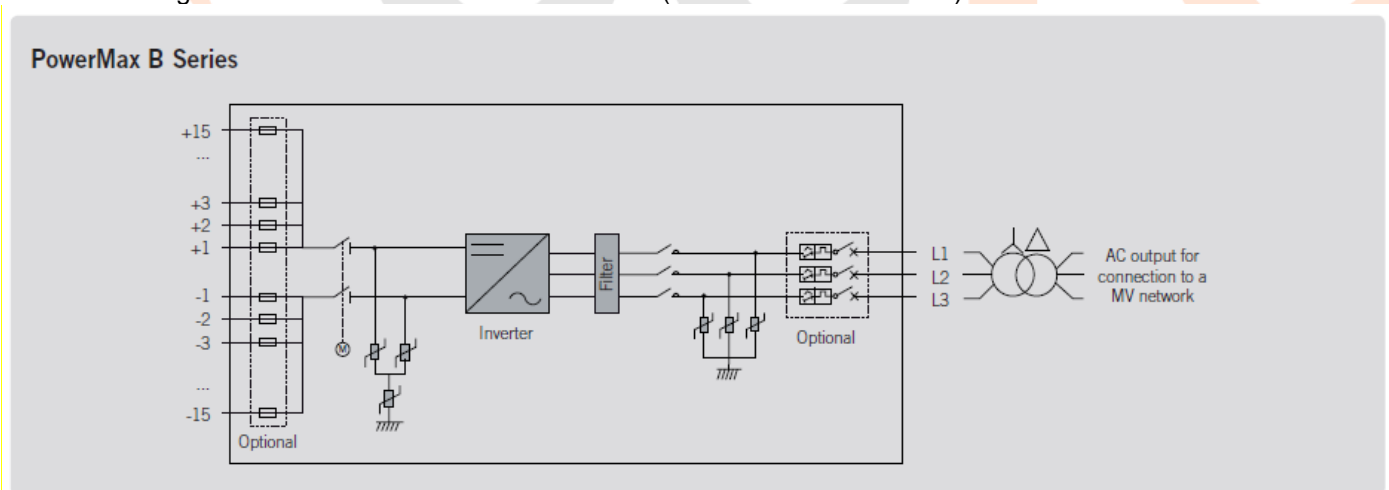 PowerMax B Series
+15
...
+3
+2
+1
-1
-2
-3
...
-15
Optional
M
Inverter
Filter
Optional
L1
L2
L3
AC output for
connection to a
MV network